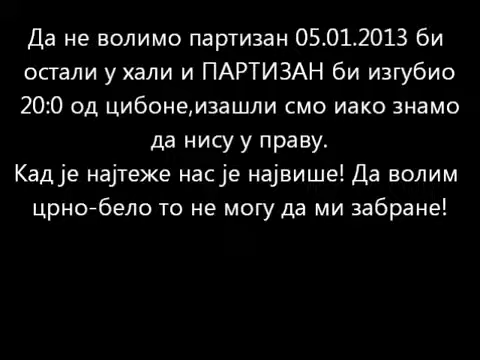 Да не волимо партизан 05.01.2013 би
остали у хали и ПАРТИЗАН би изгубио
20:0 од цибоне,изашли смо иако знамо
да нису у праву.
Кад је најтеже нас је највише! Да волим
црно-бело то не могу да ми забране!